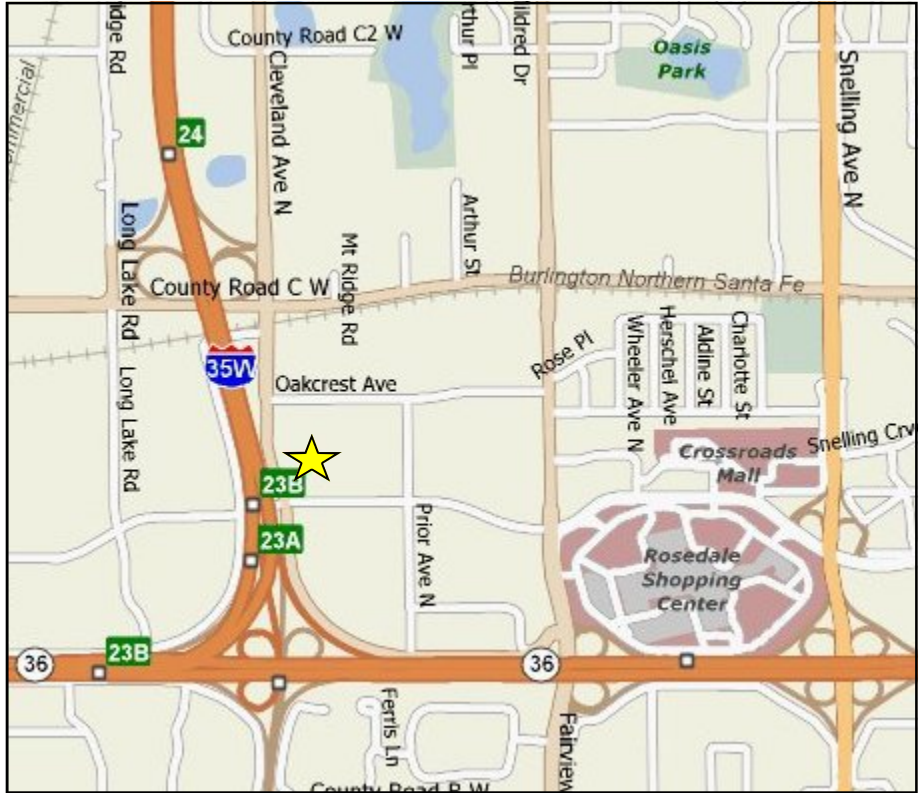 idge Rd
County Road C2 W
Cleveland Ave N
rthur Pl
ildred Dr
Oasis
Park
Snelling Ave N
ommercial
24
Long Lake Rd
Mt Ridge Rd
Arthur St
County Road C W
Burlington Northern Santa Fe
35W
Long Lake Rd
Oakcrest Ave
Rose Pl
Wheeler Ave N
Herschel Ave
Aldine St
Charlotte St
Crossroads
Mall
Snelling Crv
23B
23A
Prior Ave N
Rosedale
Shopping
Center
36
23B
36
Ferris Ln
Fairview
County Road B W